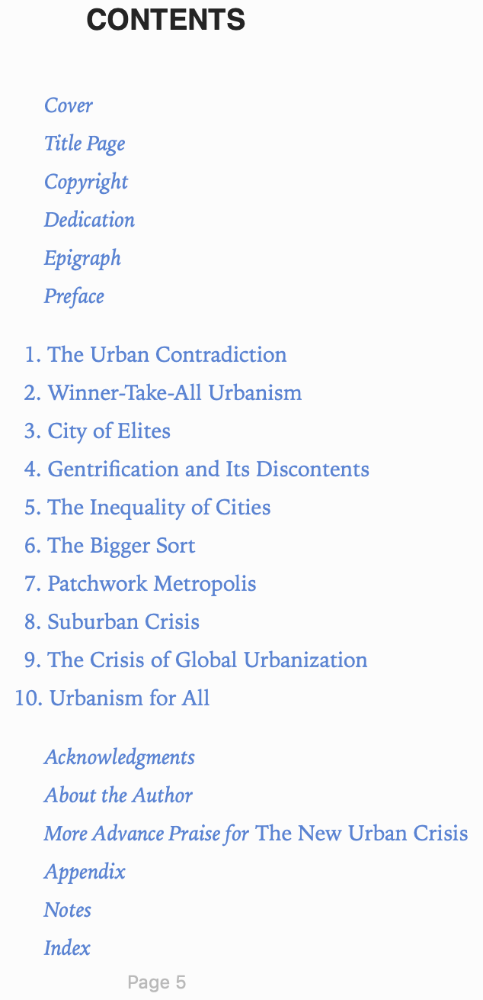 CONTENTS
Cover
Title Page
Copyright
Dedication
Epigraph
Preface
1. The Urban Contradiction
2. Winner-Take-All Urbanism
3. City of Elites
4. Gentrification and Its Discontents
5. The Inequality of Cities
6. The Bigger Sort
7. Patchwork Metropolis
8. Suburban Crisis
9. The Crisis of Global Urbanization
10. Urbanism for All
Acknowledgments
About the Author
More Advance Praise for The New Urban Crisis
Appendix
Notes
Index
Page 5